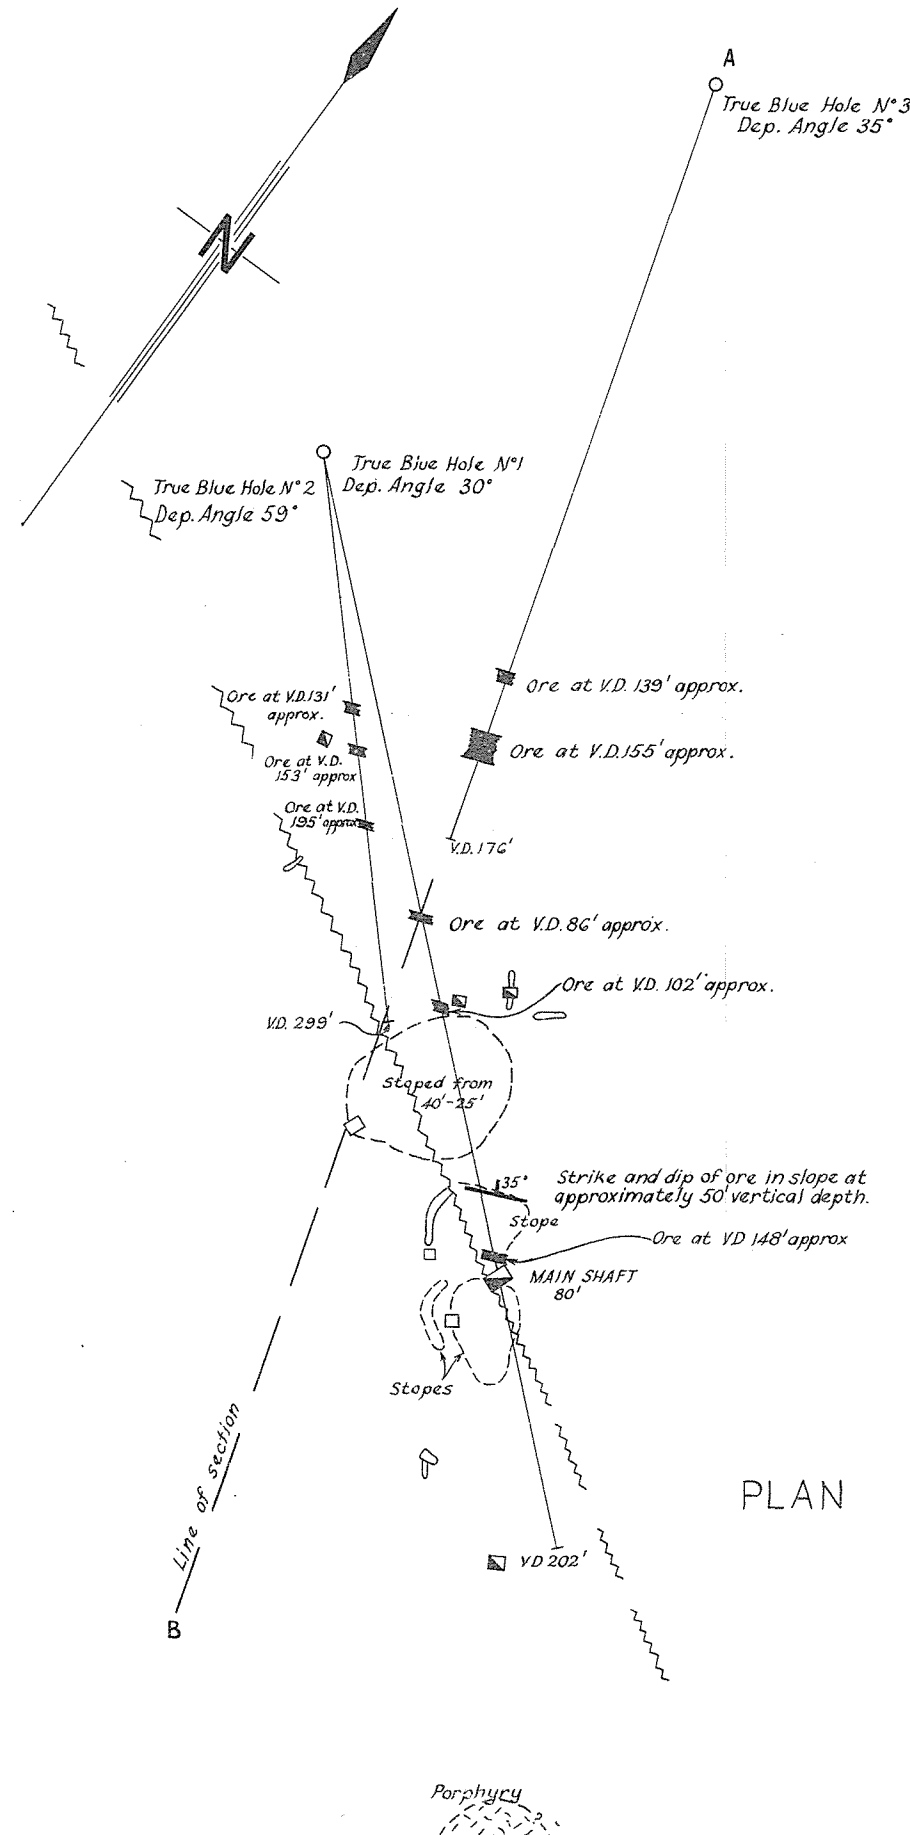 A
True Blue Hole N°3
Dep. Angle 35°
N
True Blue Hole N°1
Dep. Angle 30°
True Blue Hole N°2
Dep. Angle 59°
Ore at V.D. 139' approx.
Ore at V.D.131'
approx.
Ore at V.D.155' approx.
Ore at V.D.
153' approx
Ore at V.D.
195' approx
V.D.176'
Ore at V.D. 86' approx.
Ore at V.D. 102' approx.
V.D. 299'
Stoped from
40'-25'
35°
Strike and dip of ore in slope at
approximately 50' vertical depth.
Stope
Ore at VD 148' approx
MAIN SHAFT
80'
Stopes
Line of section
PLAN
V.D 202'
B
Porphyry
?